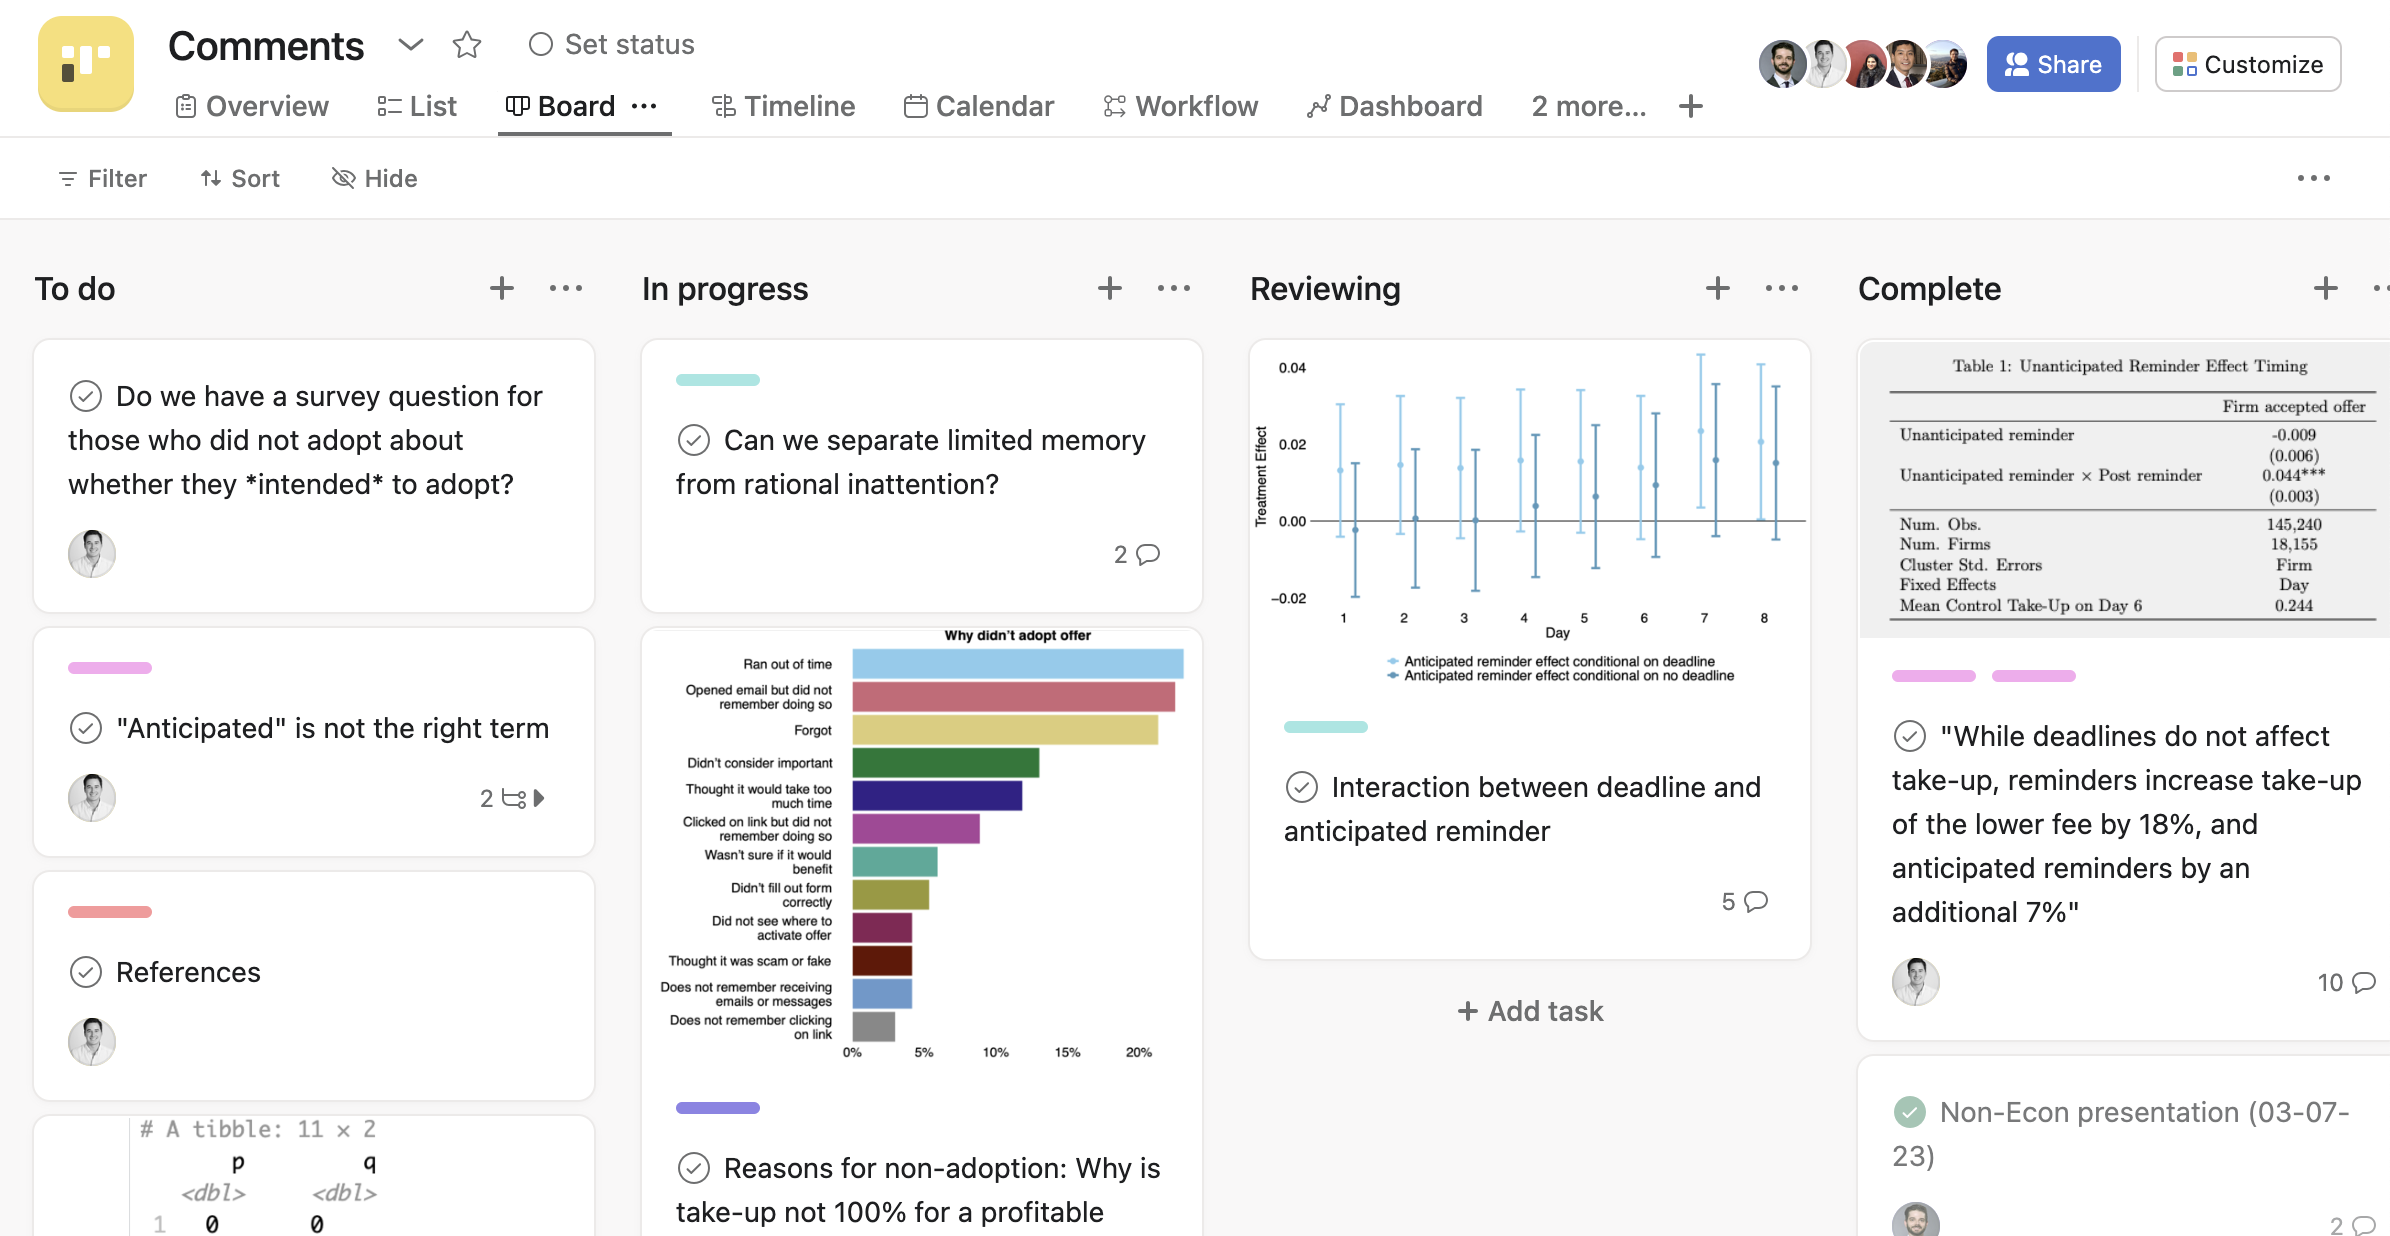 Comments
Set status
Share
Customize
Overview
List
Board
Timeline
Calendar
Workflow
Dashboard
2 more...
Filter
Sort
Hide
To do
Do we have a survey question for
those who did not adopt about
whether they *intended* to adopt?
"Anticipated" is not the right term
2
References
# A tibble: 11 × 2
p q
<dbl> <dbl>
1 0 0
In progress
Can we separate limited memory
from rational inattention?
2
Why didn't adopt offer
Ran out of time
Opened email but did not
remember doing so
Forgot
Didn't consider important
Thought it would take too
much time
Clicked on link but did not
remember doing so
Wasn't sure if it would
benefit
Didn't fill out form
correctly
Did not see where to
activate offer
Thought it was scam or fake
Does not remember receiving
emails or messages
Does not remember clicking
on link
0% 5% 10% 15% 20%
Reasons for non-adoption: Why is
take-up not 100% for a profitable
Reviewing
Treatment Effect
0.04
0.02
0.00
−0.02
1 2 3 4 5 6 7 8
Day
Anticipated reminder effect conditional on deadline
Anticipated reminder effect conditional on no deadline
Interaction between deadline and
anticipated reminder
5
+ Add task
Complete
Table 1: Unanticipated Reminder Effect Timing
Firm accepted offer
Unanticipated reminder -0.009
(0.006)
Unanticipated reminder × Post reminder 0.044***
(0.003)
Num. Obs. 145,240
Num. Firms 18,155
Cluster Std. Errors Firm
Fixed Effects Day
Mean Control Take-Up on Day 6 0.244
"While deadlines do not affect
take-up, reminders increase take-up
of the lower fee by 18%, and
anticipated reminders by an
additional 7%"
10
Non-Econ presentation (03-07-
23)
2